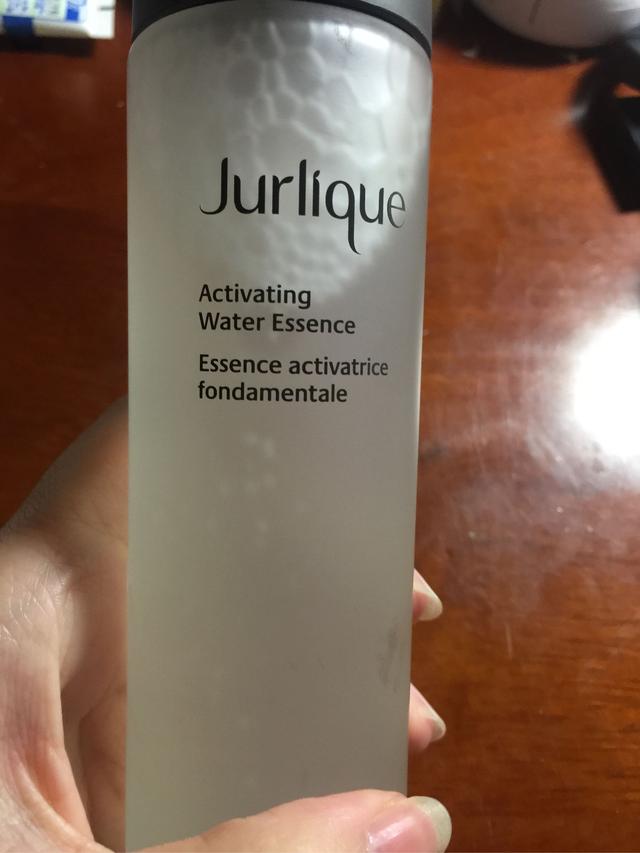 Jurlique
Activating
Water Essence
Essence activatrice
fondamentale